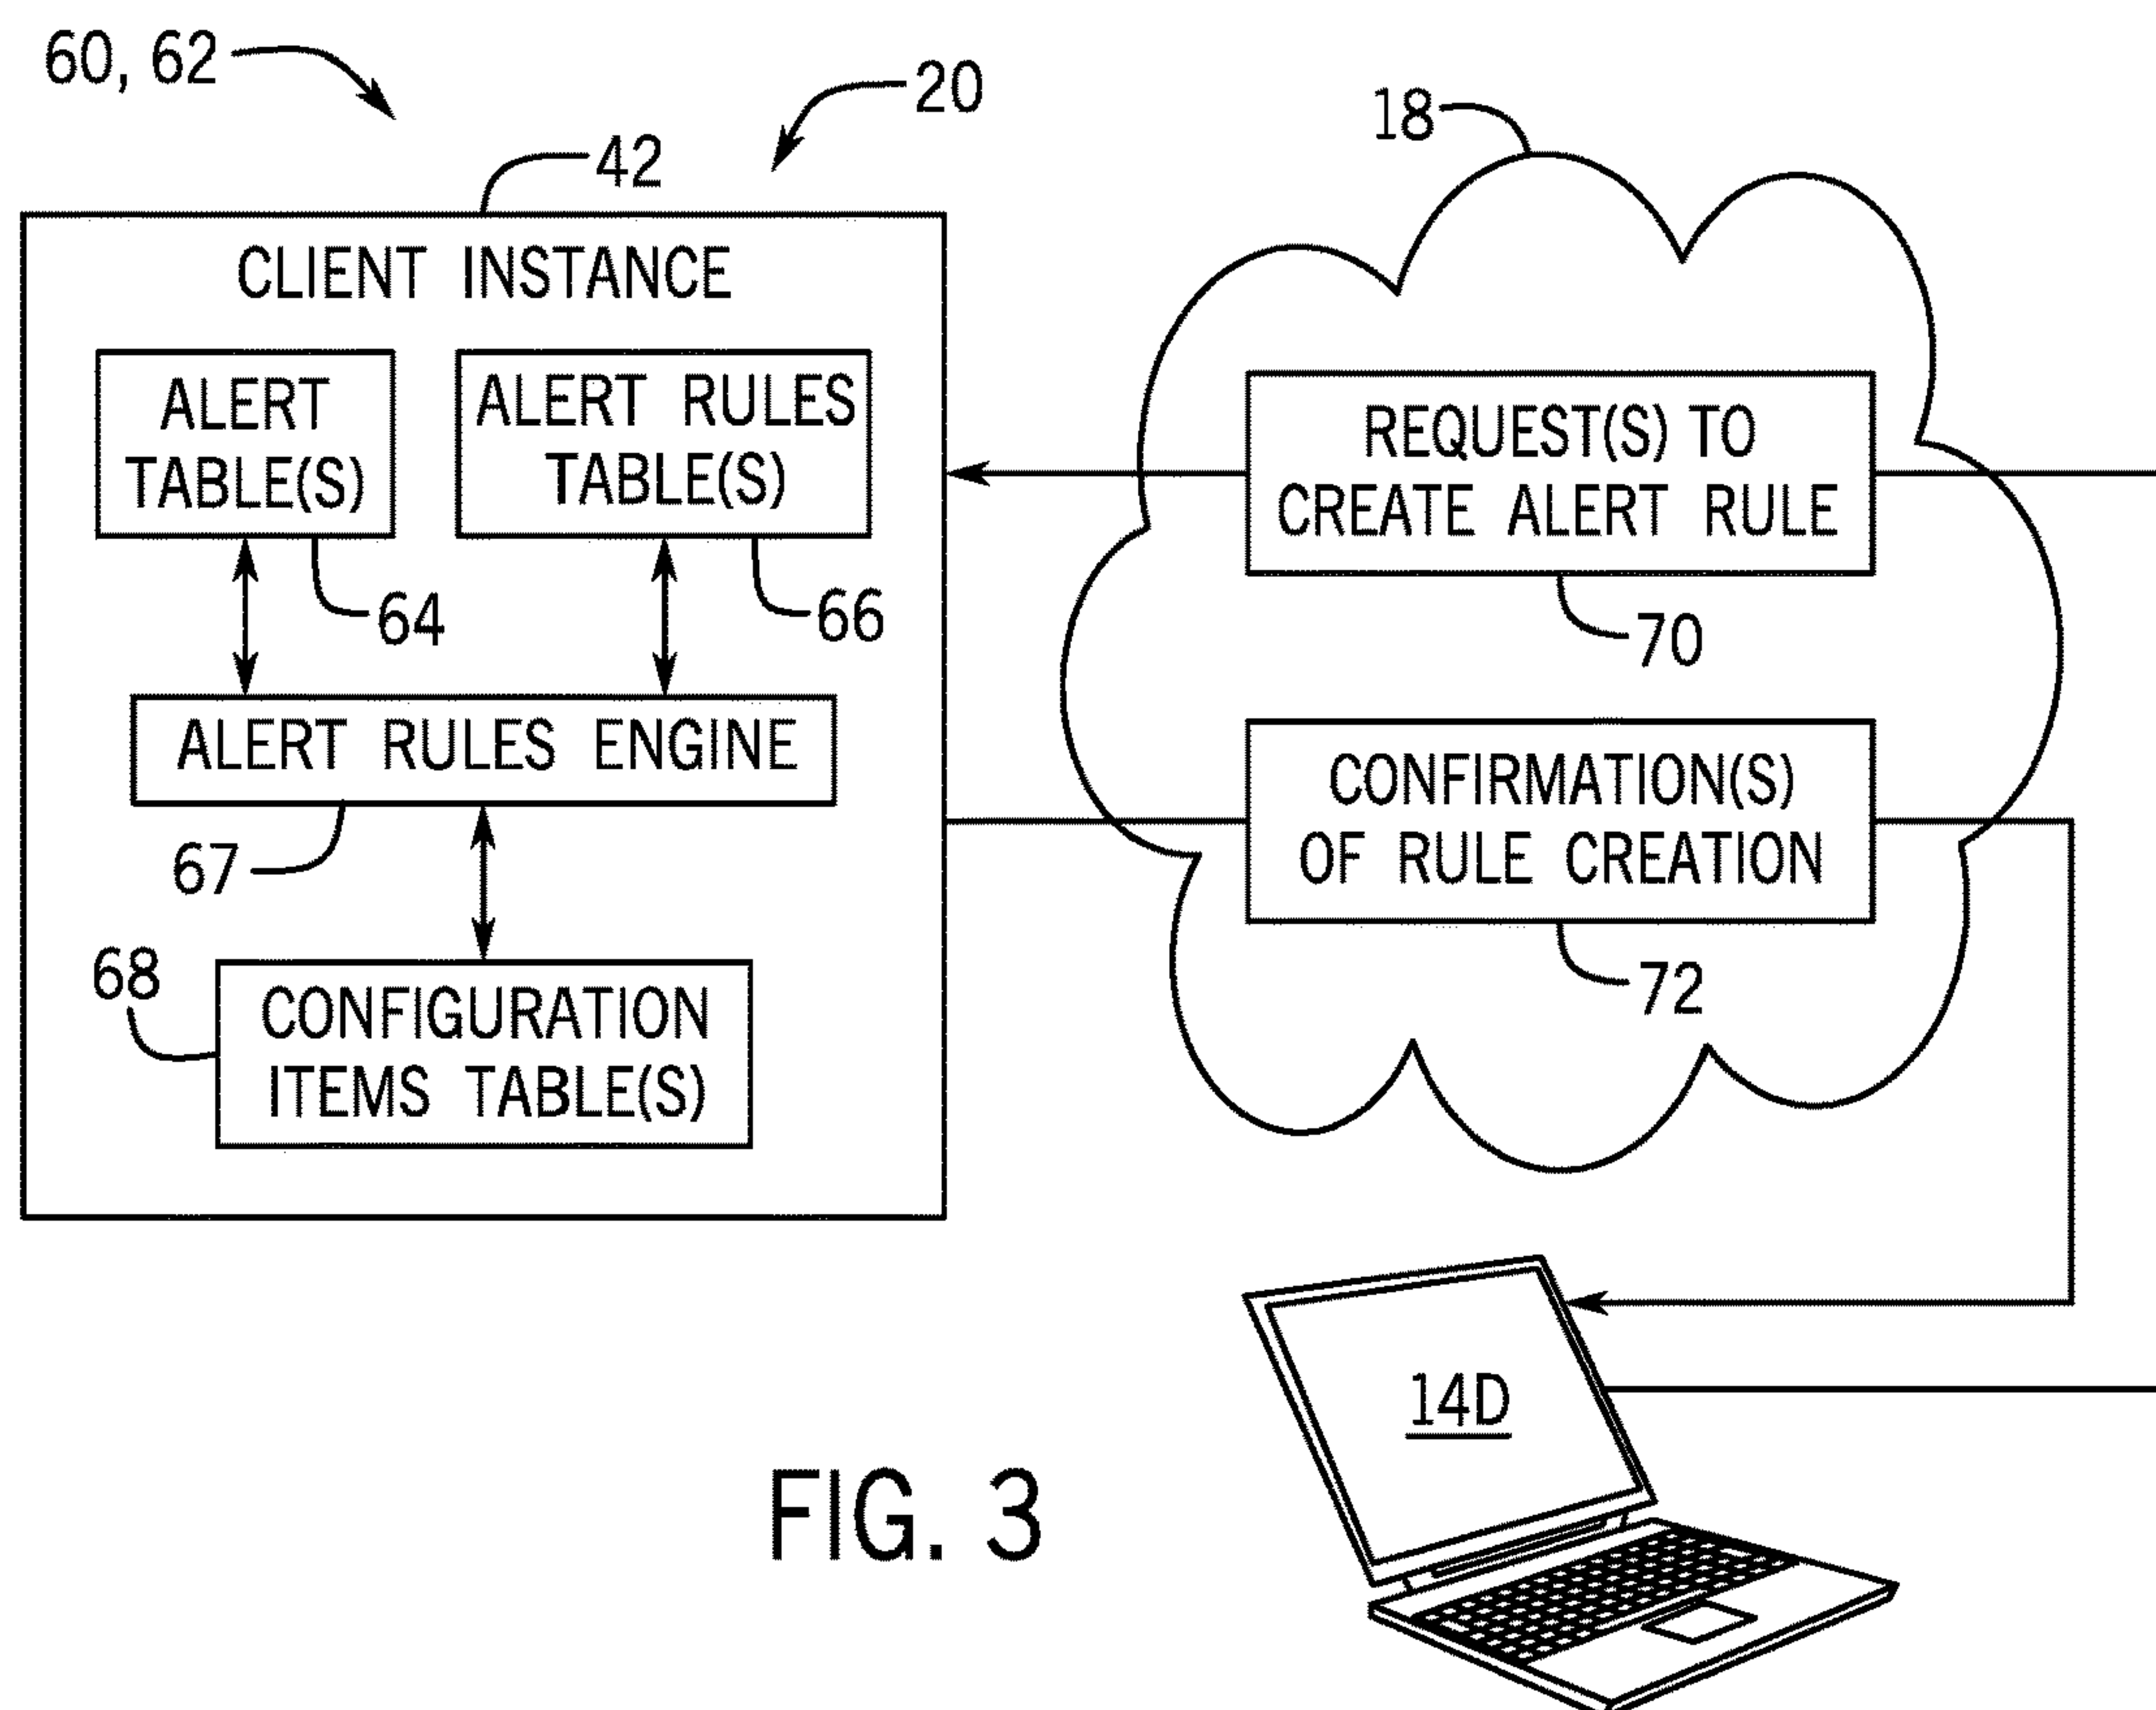 60, 62
20
42
18
CLIENT INSTANCE
ALERT
TABLE(S)
ALERT RULES
TABLE(S)
64
66
ALERT RULES ENGINE
67
68
CONFIGURATION
ITEMS TABLE(S)
REQUEST(S) TO
CREATE ALERT RULE
70
CONFIRMATION(S)
OF RULE CREATION
72
14D
FIG. 3